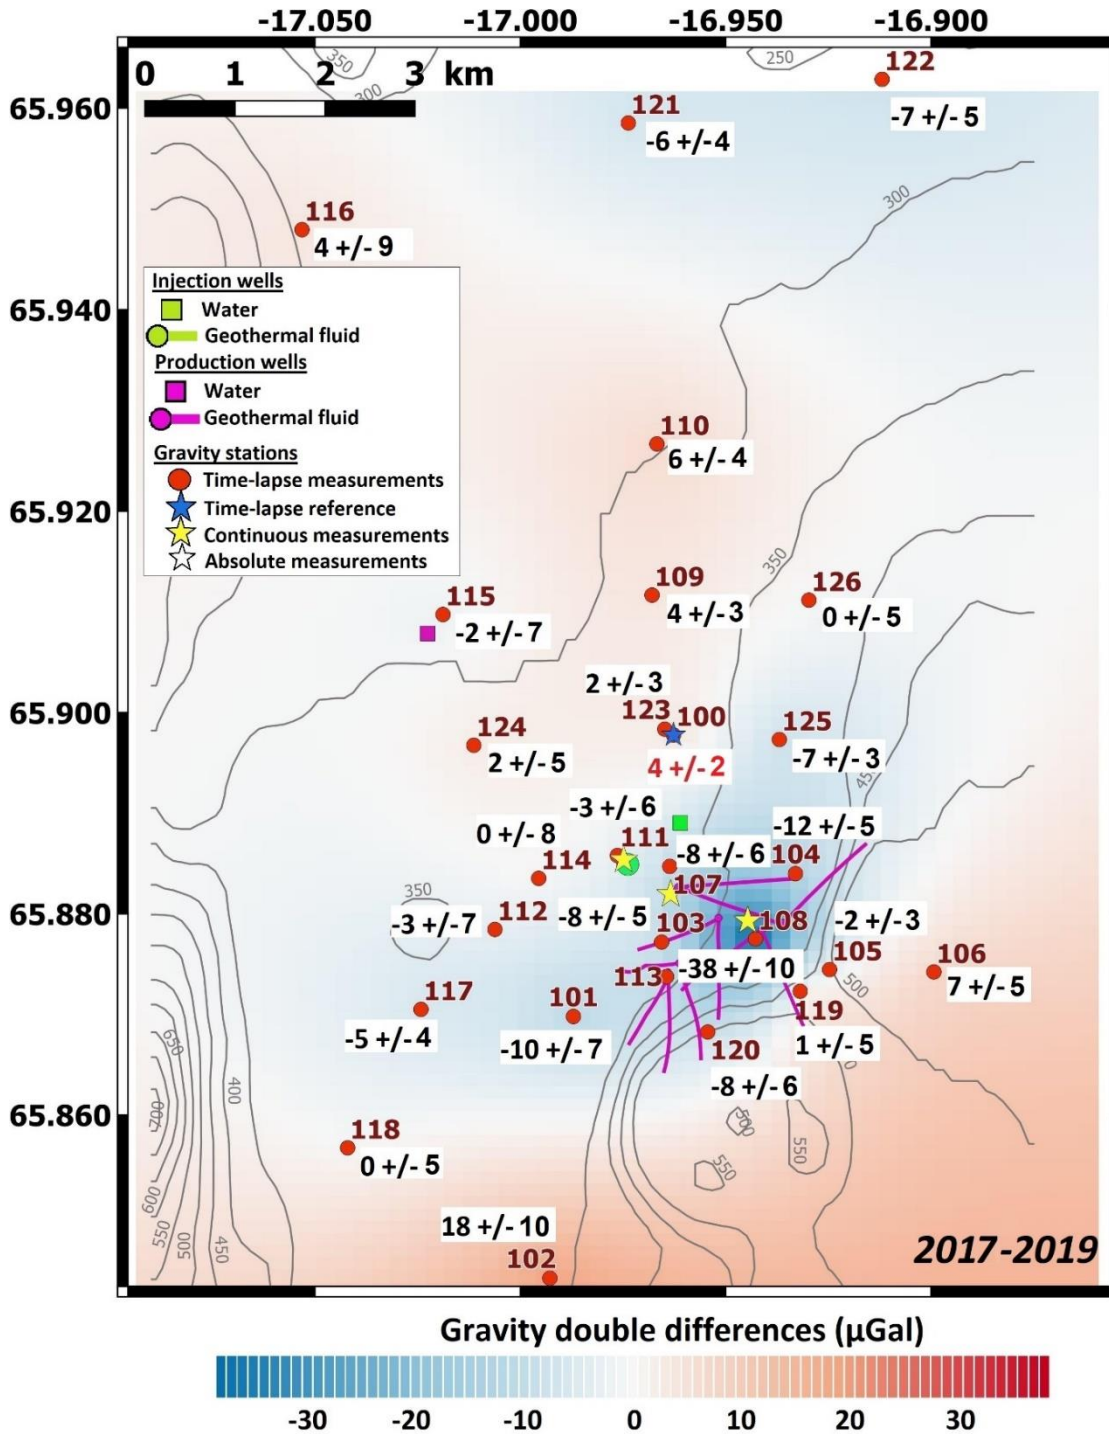 -17.050 -17.000 -16.950 -16.900
350
250
122
0 1 2 3 km
300
65.960
121
-7 +/- 5
-6 +/-4
300
116
4 +/- 9
Injection wells
Water
Geothermal fluid
Production wells
Water
Geothermal fluid
Gravity stations
Time-lapse measurements
Time-lapse reference
Continuous measurements
Absolute measurements
65.940
110
6 +/- 4
65.920
350
109
4 +/- 3
126
0 +/- 5
115
-2 +/- 7
2 +/- 3
65.900
123
100
4 +/- 2
124
2 +/- 5
125
-7 +/- 3
-3 +/- 6
-12 +/- 5
0 +/- 8
111
-8 +/- 6
104
114
107
350
65.880
-3 +/- 7
112
-8 +/- 5
103
108
-2 +/- 3
113
-38 +/- 10
105
106
7 +/- 5
500
117
101
119
-5 +/- 4
-10 +/- 7
120
1 +/- 5
-8 +/- 6
650
400
65.860
700
500
550
550
118
0 +/- 5
600
550
500
450
18 +/- 10
102
2017-2019
Gravity double differences (µGal)
-30 -20 -10 0 10 20 30